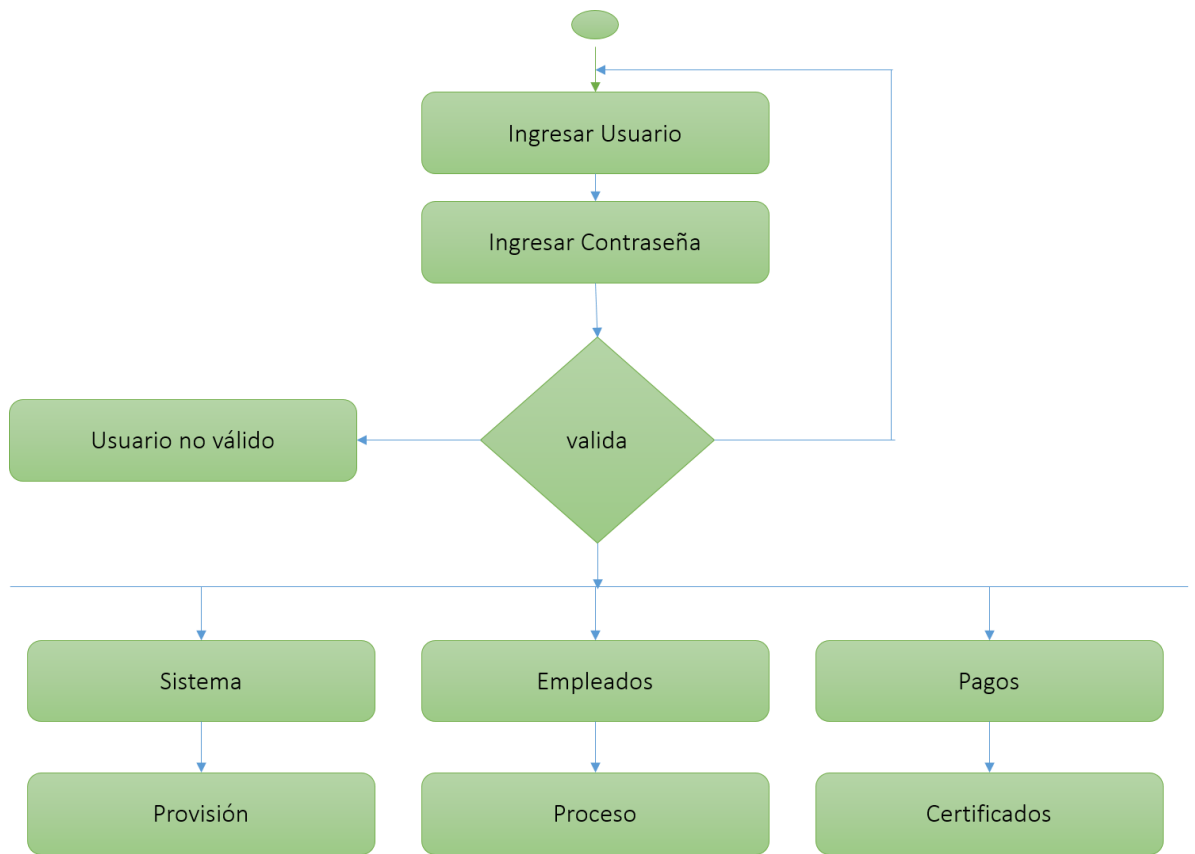 Ingresar Usuario
Ingresar Contraseña
Usuario no válido
valida
Sistema
Empleados
Pagos
Provisión
Proceso
Certificados